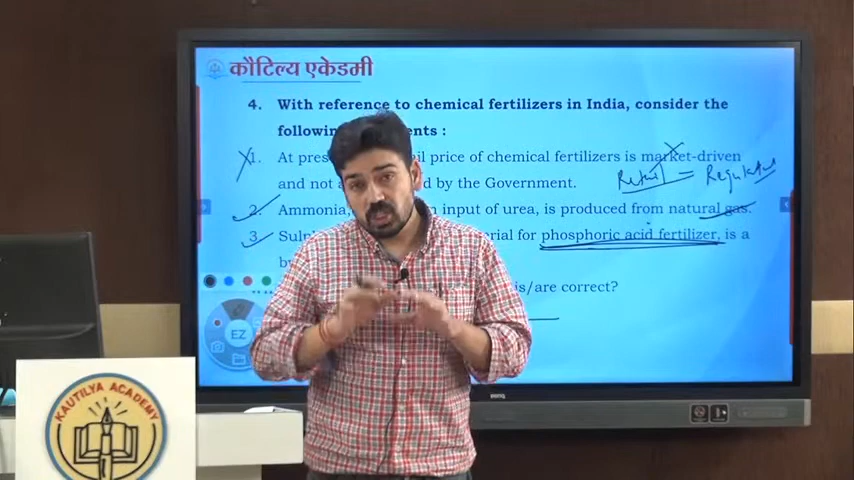 कौटिल्य एकेडमी
4. With reference to chemical fertilizers in India, consider the
following ents :
1. At pres il price of chemical fertilizers is market-driven
and not a d by the Government.
Retail = Regulated
2. Ammonia, n input of urea, is produced from natural gas.
3. Sulp erial for phosphoric acid fertilizer, is a
b
is/are correct?
EZ
KAUTILYA ACADEMY